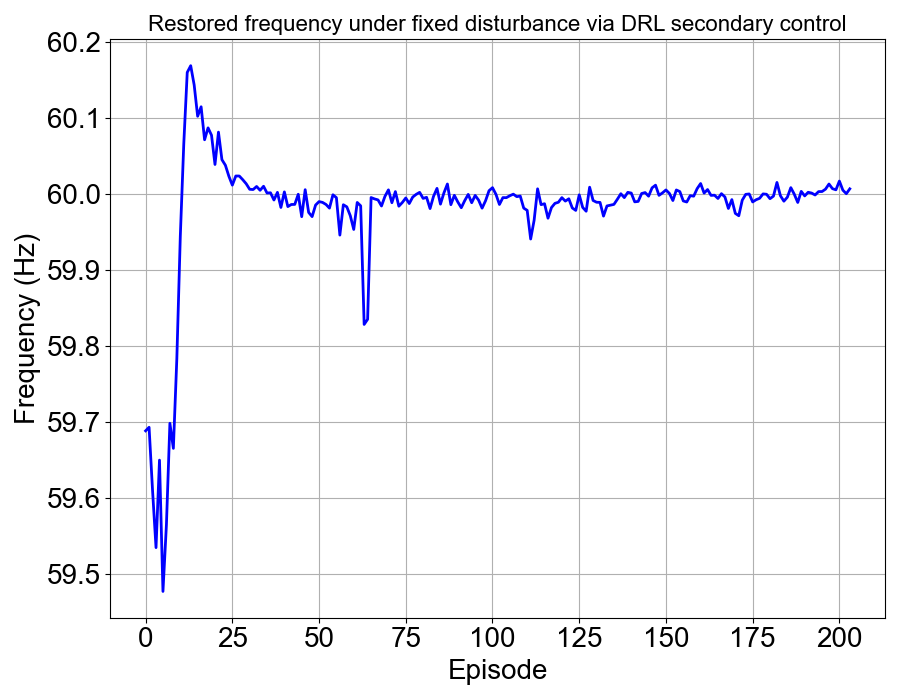 Restored frequency under fixed disturbance via DRL secondary control
60.2
60.1
60.0
59.9
59.8
59.7
59.6
59.5
Frequency (Hz)
0 25 50 75 100 125 150 175 200
Episode